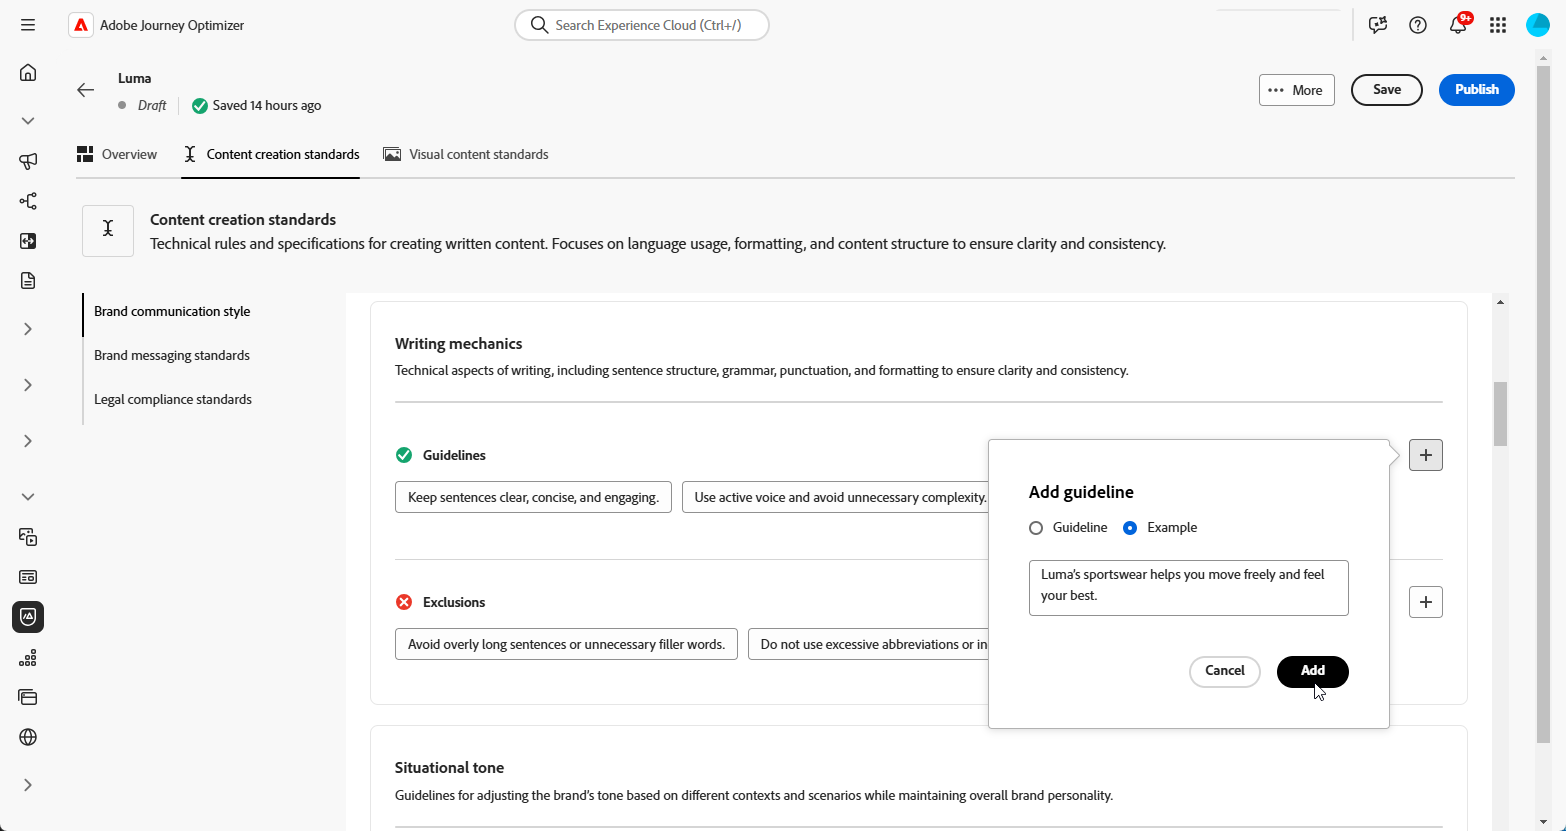 Adobe Journey Optimizer
Search Experience Cloud (Ctrl+/)
9+
Luma
Draft
Saved 14 hours ago
More
Save
Publish
Overview
Content creation standards
Visual content standards
Content creation standards
Technical rules and specifications for creating written content. Focuses on language usage, formatting, and content structure to ensure clarity and consistency.
Brand communication style
Brand messaging standards
Legal compliance standards
Writing mechanics
Technical aspects of writing, including sentence structure, grammar, punctuation, and formatting to ensure clarity and consistency.
Guidelines
Keep sentences clear, concise, and engaging.
Use active voice and avoid unnecessary complexity.
Exclusions
Avoid overly long sentences or unnecessary filler words.
Do not use excessive abbreviations or in
Add guideline
Guideline
Example
Luma’s sportswear helps you move freely and feel
your best.
Cancel
Add
Situational tone
Guidelines for adjusting the brand’s tone based on different contexts and scenarios while maintaining overall brand personality.